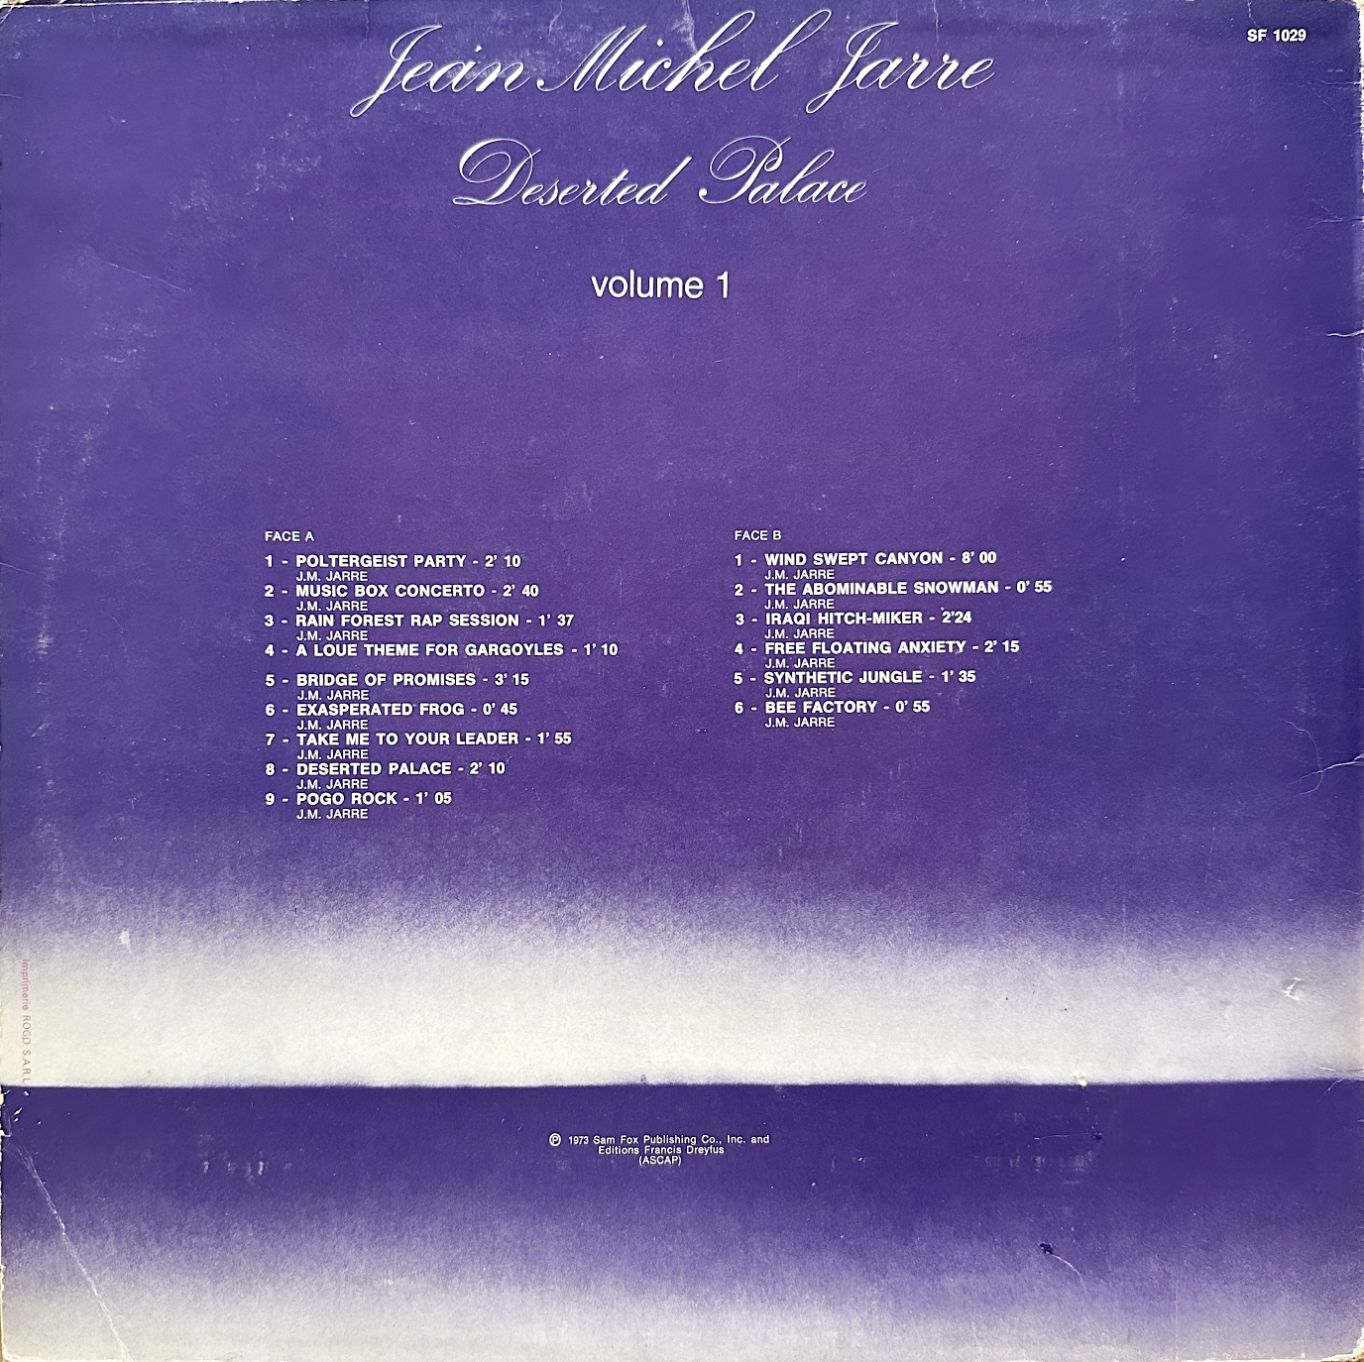 SF 1029
Jean Michel Jarre
Deserted Palace
volume 1
FACE A
1 - POLTERGEIST PARTY - 2' 10
J.M. JARRE
2 - MUSIC BOX CONCERTO - 2' 40
J.M. JARRE
3 - RAIN FOREST RAP SESSION - 1' 37
J.M. JARRE
4 - A LOUE THEME FOR GARGOYLES - 1' 10
5 - BRIDGE OF PROMISES - 3' 15
J.M. JARRE
6 - EXASPERATED FROG - 0' 45
J.M. JARRE
7 - TAKE ME TO YOUR LEADER - 1' 55
J.M. JARRE
8 - DESERTED PALACE - 2' 10
J.M. JARRE
9 - POGO ROCK - 1' 05
J.M. JARRE
FACE B
1 - WIND SWEPT CANYON - 8' 00
J.M. JARRE
2 - THE ABOMINABLE SNOWMAN - 0' 55
J.M. JARRE
3 - IRAQI HITCH-MIKER - 2'24
J.M. JARRE
4 - FREE FLOATING ANXIETY - 2' 15
J.M. JARRE
5 - SYNTHETIC JUNGLE - 1' 35
J.M. JARRE
6 - BEE FACTORY - 0' 55
J.M. JARRE
Imprimerie ROGO S.A.R.L.
℗ 1973 Sam Fox Publishing Co., Inc. and
Editions Francis Dreyfus
(ASCAP)